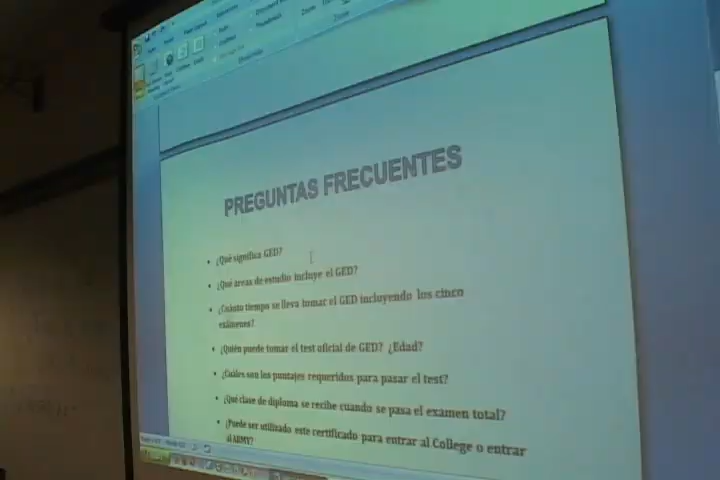 PREGUNTAS FRECUENTES
• ¿Qué significa GED?
• ¿Qué areas de estudio incluye el GED?
• ¿Cuánto tiempo se lleva tomar el GED incluyendo los cinco
exámenes?
• ¿Quién puede tomar el test oficial de GED? ¿Edad?
• ¿Cuáles son los puntajes requeridos para pasar el test?
• ¿Qué clase de diploma se recibe cuando se pasa el examen total?
• ¿Puede ser utilizado este certificado para entrar al College o entrar
al ARMY?